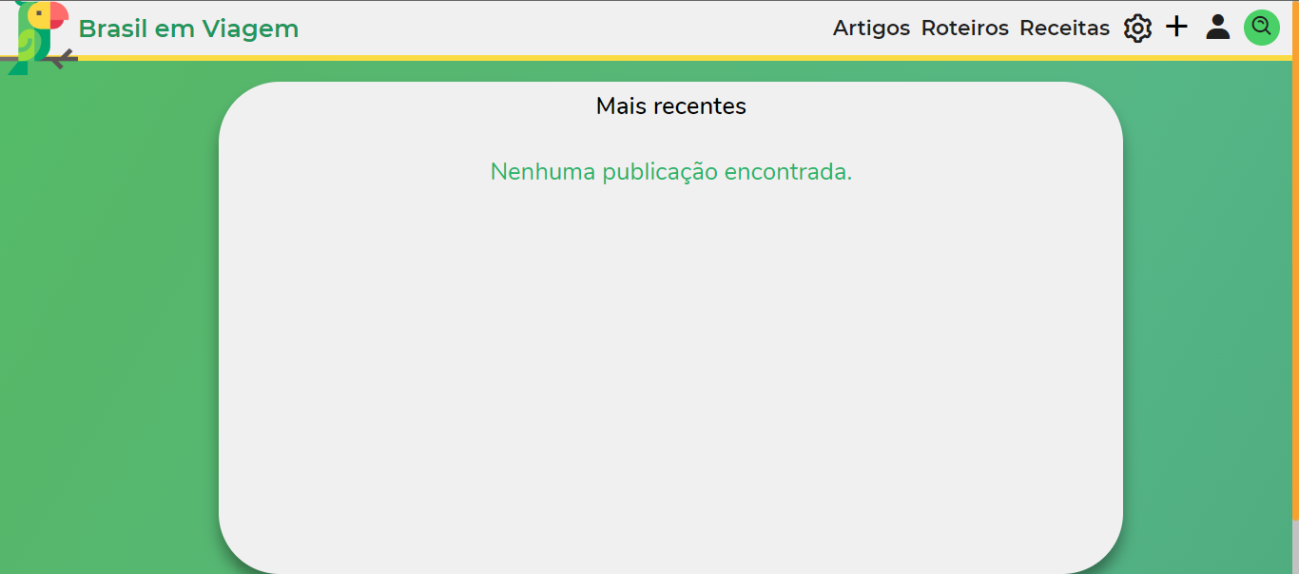 Brasil em Viagem
Artigos Roteiros Receitas
Mais recentes
Nenhuma publicação encontrada.